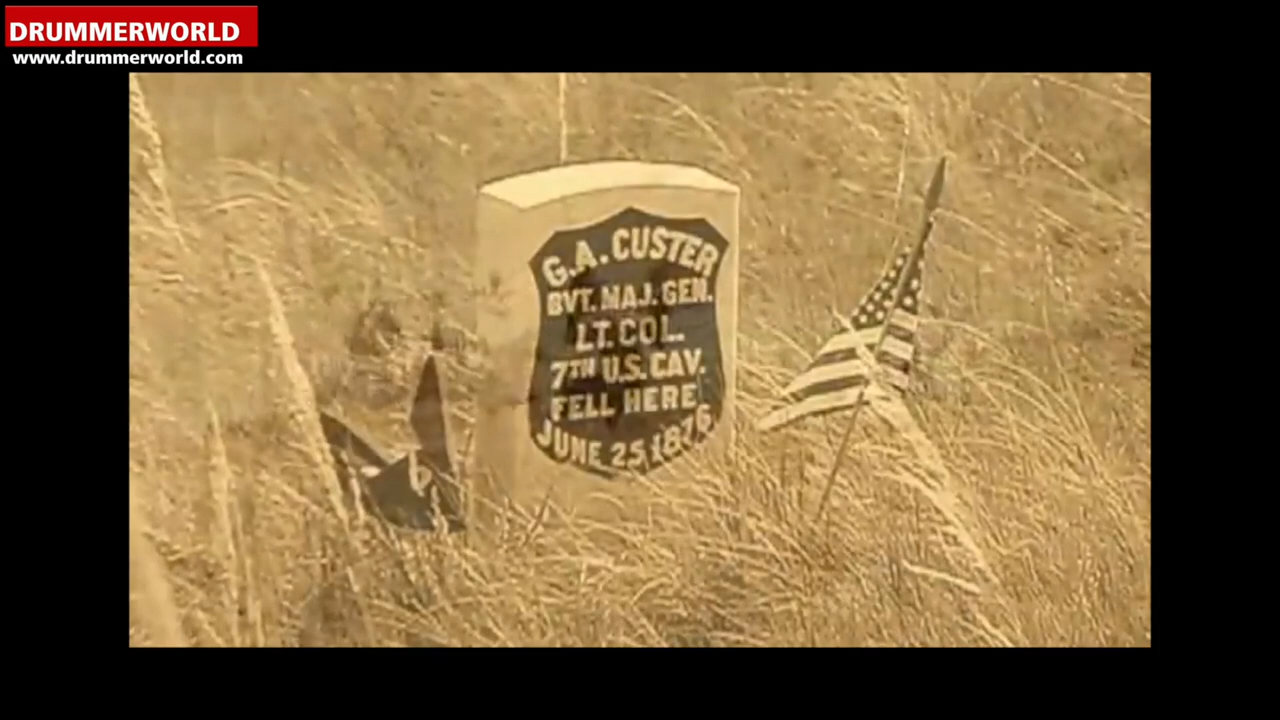 DRUMMERWORLD
www.drummerworld.com
G.A. CUSTER
BVT. MAJ. GEN.
LT. COL.
7TH U.S. CAV.
FELL HERE
JUNE 25 1876